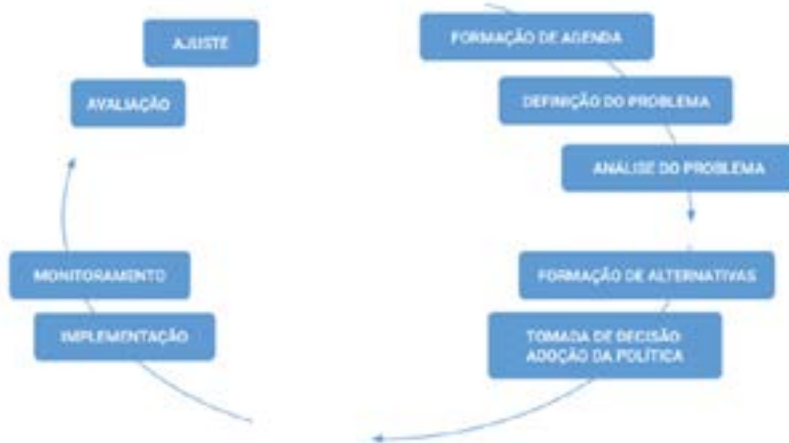 AJUSTE
FORMAÇÃO DE AGENDA
AVALIAÇÃO
DEFINIÇÃO DO PROBLEMA
ANÁLISE DO PROBLEMA
MONITORAMENTO
FORMAÇÃO DE ALTERNATIVAS
IMPLEMENTAÇÃO
TOMADA DE DECISÃO
ADOÇÃO DA POLÍTICA